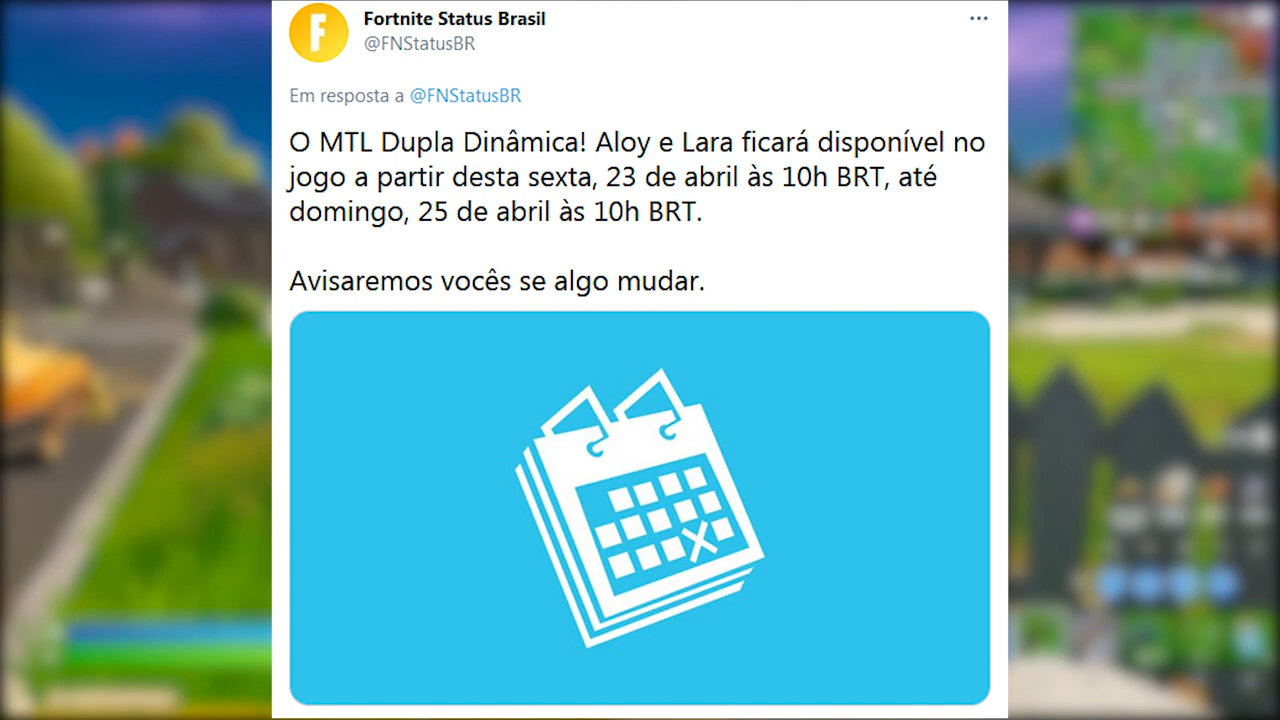 Fortnite Status Brasil
@FNStatusBR
Em resposta a @FNStatusBR
O MTL Dupla Dinâmica! Aloy e Lara ficará disponível no
jogo a partir desta sexta, 23 de abril às 10h BRT, até
domingo, 25 de abril às 10h BRT.
Avisaremos vocês se algo mudar.